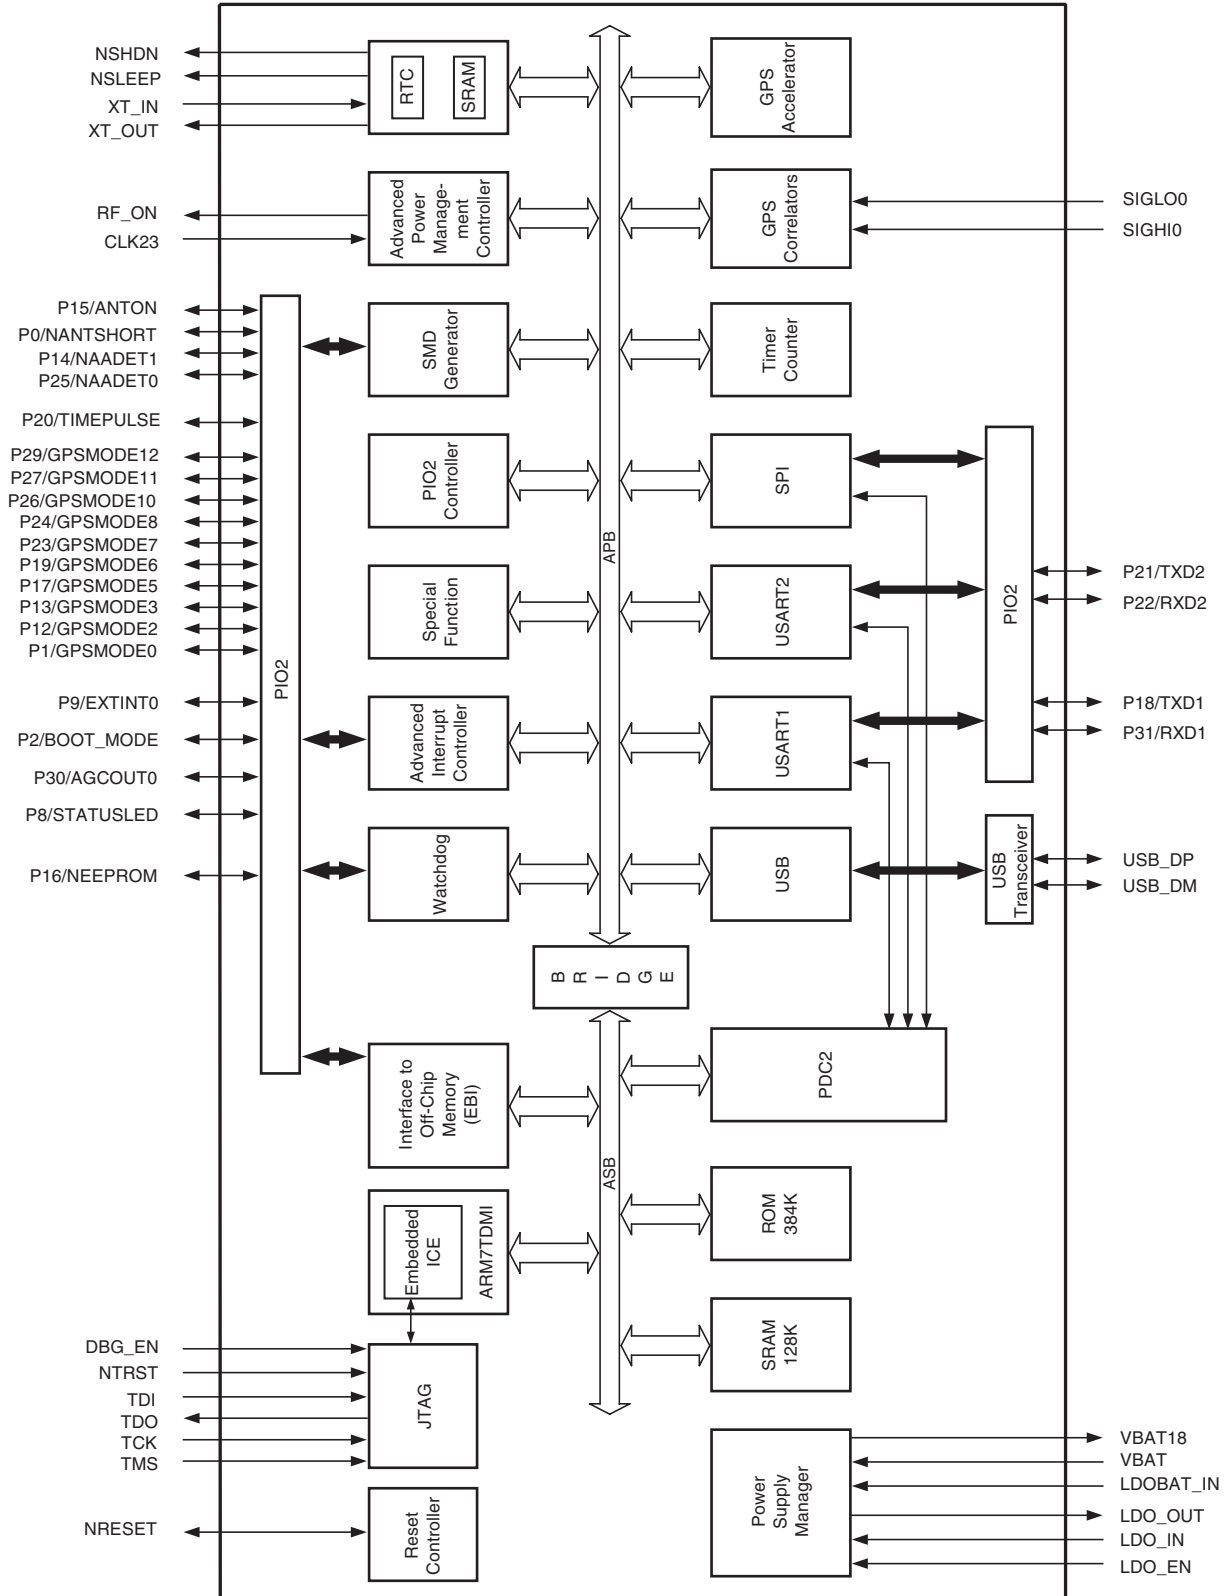 NSHDN
NSLEEP
XT_IN
XT_OUT
RF_ON
CLK23
P15/ANTON
P0/NANTSHORT
P14/NAADET1
P25/NAADET0
P20/TIMEPULSE
P29/GPSMODE12
P27/GPSMODE11
P26/GPSMODE10
P24/GPSMODE8
P23/GPSMODE7
P19/GPSMODE6
P17/GPSMODE5
P13/GPSMODE3
P12/GPSMODE2
P1/GPSMODE0
P9/EXTINT0
P2/BOOT_MODE
P30/AGCOUT0
P8/STATUSLED
P16/NEEPROM
DBG_EN
NTRST
TDI
TDO
TCK
TMS
NRESET
PIO2
RTC
SRAM
Advanced
Power
Manage-
ment
Controller
SMD
Generator
PIO2
Controller
Special
Function
Advanced
Interrupt
Controller
Watchdog
Interface to
Off-Chip
Memory
(EBI)
Embedded
ICE
ARM7TDMI
JTAG
Reset
Controller
APB
B R I D G E
ASB
GPS
Accelerator
GPS
Correlators
Timer
Counter
SPI
USART2
USART1
USB
PDC2
ROM
384K
SRAM
128K
Power
Supply
Manager
PIO2
USB
Transceiver
SIGLO0
SIGHI0
P21/TXD2
P22/RXD2
P18/TXD1
P31/RXD1
USB_DP
USB_DM
VBAT18
VBAT
LDOBAT_IN
LDO_OUT
LDO_IN
LDO_EN